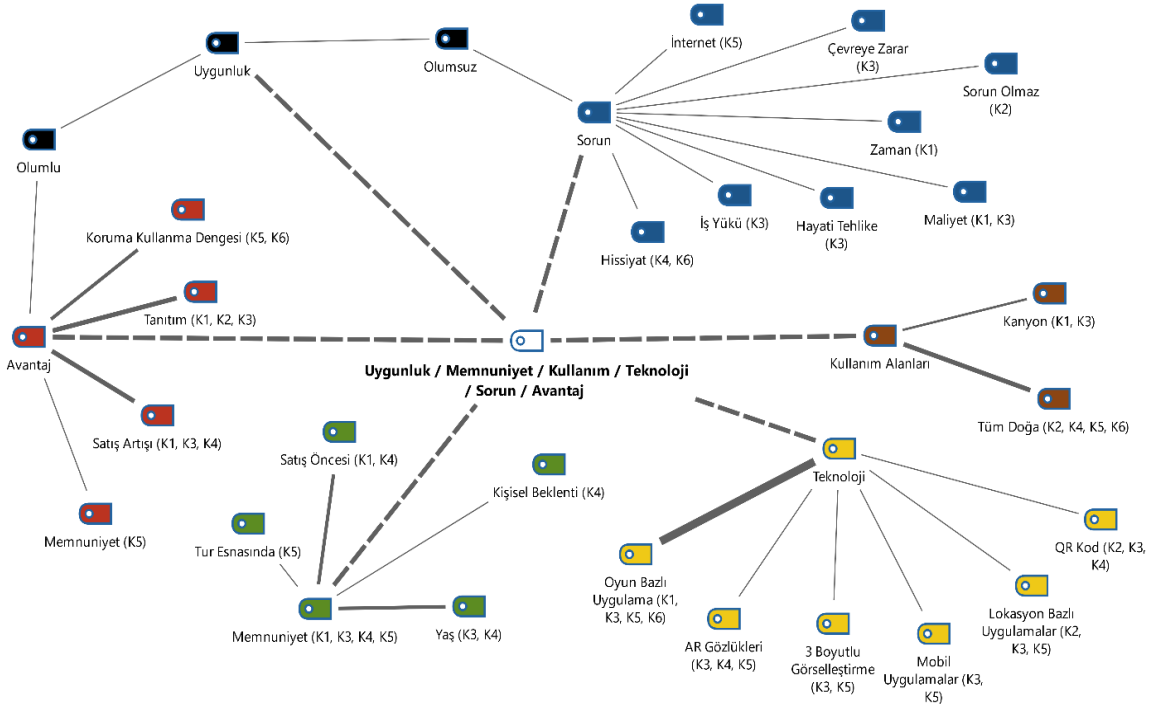 İnternet (K5)
Çevreye Zarar
(K3)
Uygunluk
Olumsuz
Sorun Olmaz
(K2)
Sorun
Zaman (K1)
Olumlu
Maliyet (K1, K3)
İş Yükü (K3)
Hayati Tehlike
(K3)
Koruma Kullanma Dengesi (K5, K6)
Hissiyat (K4, K6)
Tanıtım (K1, K2, K3)
Kanyon (K1, K3)
Avantaj
Kullanım Alanları
Uygunluk / Memnuniyet / Kullanım / Teknoloji
/ Sorun / Avantaj
Tüm Doğa (K2, K4, K5, K6)
Satış Artışı (K1, K3, K4)
Satış Öncesi (K1, K4)
Kişisel Beklenti (K4)
Teknoloji
Memnuniyet (K5)
Tur Esnasında (K5)
QR Kod (K2, K3,
K4)
Oyun Bazlı
Uygulama (K1,
K3, K5, K6)
Lokasyon Bazlı
Uygulamalar (K2,
K3, K5)
Memnuniyet (K1, K3, K4, K5)
Yaş (K3, K4)
AR Gözlükleri
(K3, K4, K5)
3 Boyutlu
Görselleştirme
(K3, K5)
Mobil
Uygulamalar (K3,
K5)